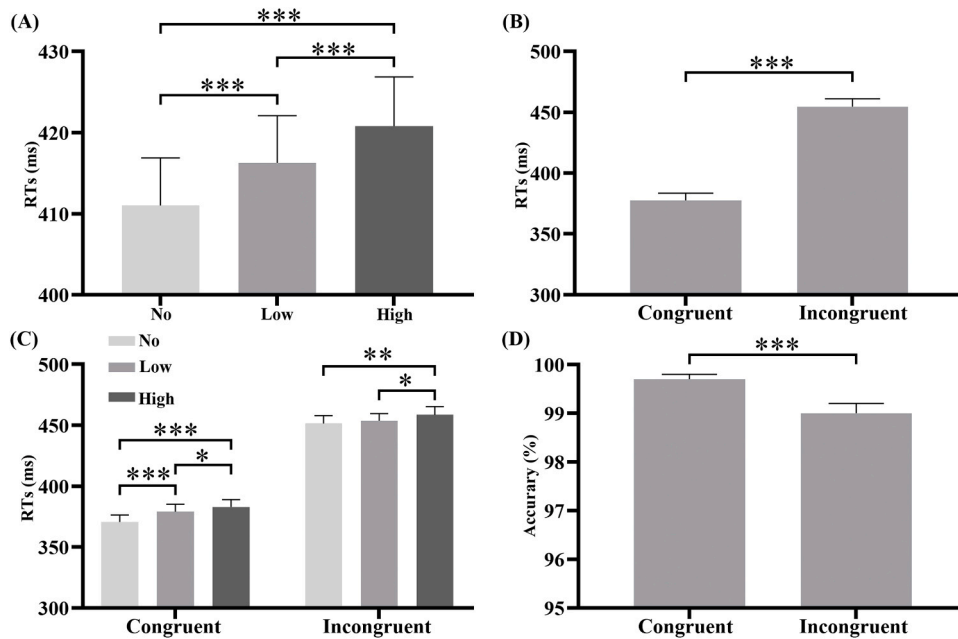 (A)
***
***
***
430
420
410
400
RTs (ms)
No
Low
High
(B)
***
500
450
400
350
300
RTs (ms)
Congruent
Incongruent
(C)
No
Low
High
500
450
400
350
300
RTs (ms)
***
***
*
**
*
Congruent
Incongruent
(D)
***
100
99
98
97
96
95
Accurary (%)
Congruent
Incongruent